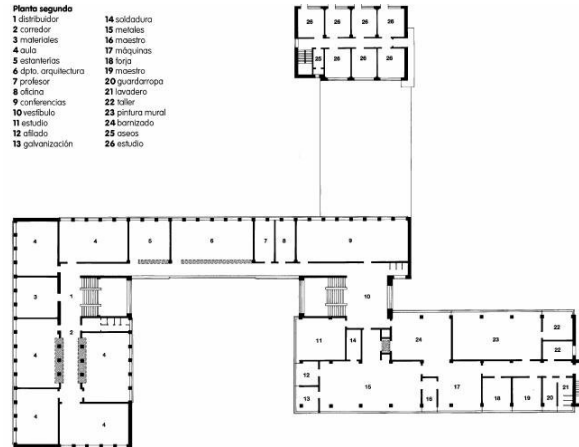 Planta segunda
1 distribuidor
2 corredor
3 materiales
4 aula
5 estanterías
6 dpto. arquitectura
7 profesor
8 oficina
9 conferencias
10 vestíbulo
11 estudio
12 afilado
13 galvanización
14 soldadura
15 metales
16 maestro
17 máquinas
18 forja
19 maestro
20 guardarropa
21 lavadero
22 taller
23 pintura mural
24 barnizado
25 aseos
26 estudio
26 26 26 26
25 26 26 26
4 4 5 6 7 8 9
3 1 10
2
4 4 11 14 24 23 22
22
12 15 17
13 16 18 19 20 21
4 4